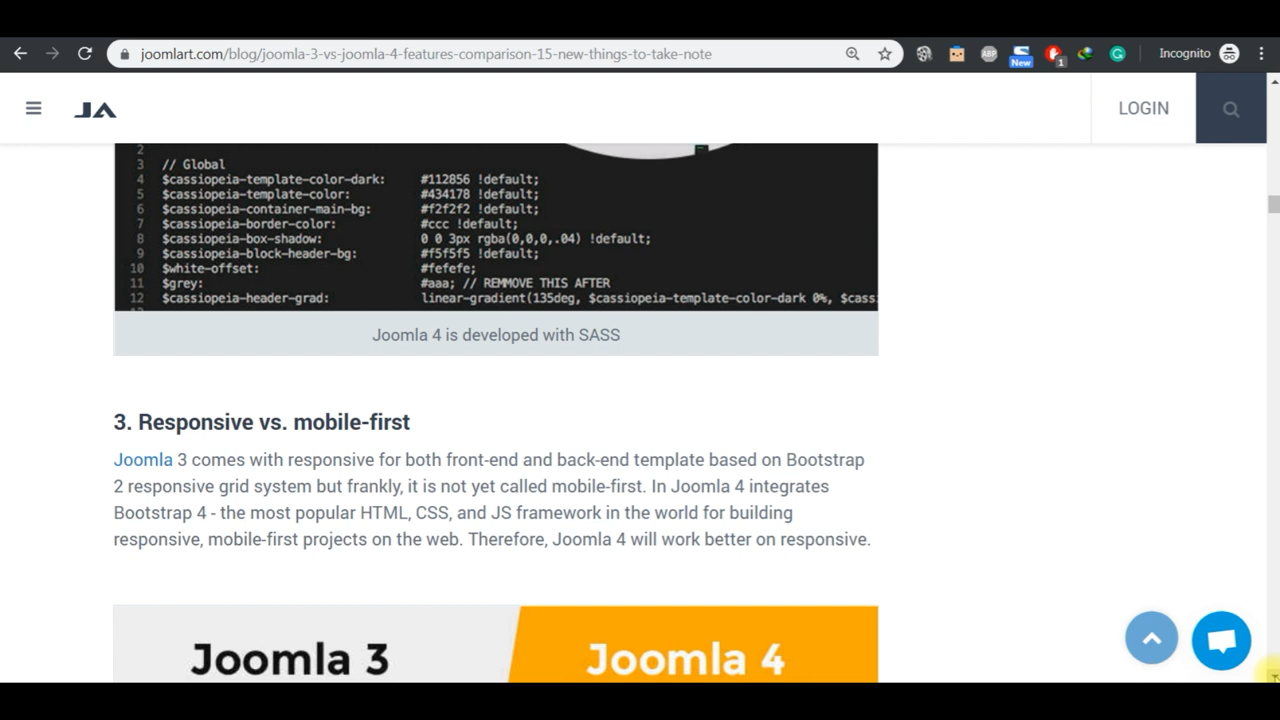 joomlart.com/blog/joomla-3-vs-joomla-4-features-comparison-15-new-things-to-take-note
ABP
New
1
Incognito
JA
LOGIN
2
3 // Global
4 $cassiopeia-template-color-dark: #112856 !default;
5 $cassiopeia-template-color: #434178 !default;
6 $cassiopeia-container-main-bg: #f2f2f2 !default;
7 $cassiopeia-border-color: #ccc !default;
8 $cassiopeia-box-shadow: 0 0 3px rgba(0,0,0,.04) !default;
9 $cassiopeia-block-header-bg: #f5f5f5 !default;
10 $white-offset: #fefefe;
11 $grey: #aaa; // REMMOVE THIS AFTER
12 $cassiopeia-header-grad: linear-gradient(135deg, $cassiopeia-template-color-dark 0%, $cass
Joomla 4 is developed with SASS
3. Responsive vs. mobile-first
Joomla 3 comes with responsive for both front-end and back-end template based on Bootstrap
2 responsive grid system but frankly, it is not yet called mobile-first. In Joomla 4 integrates
Bootstrap 4 - the most popular HTML, CSS, and JS framework in the world for building
responsive, mobile-first projects on the web. Therefore, Joomla 4 will work better on responsive.
Joomla 3
Joomla 4